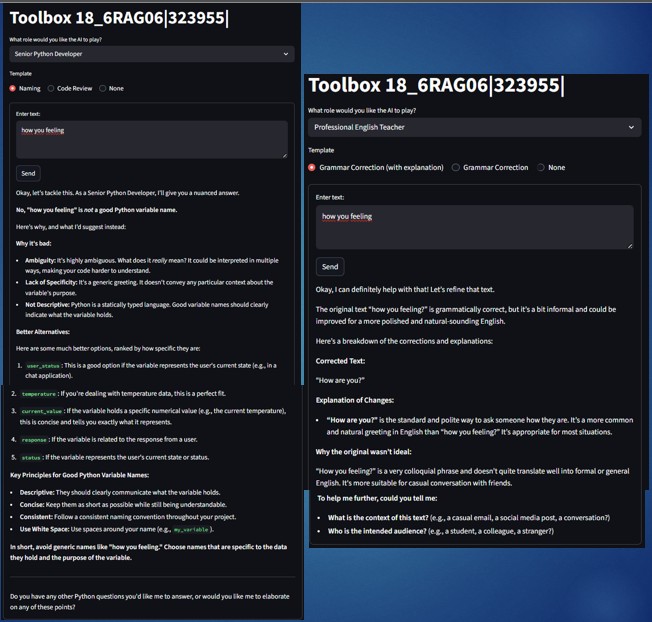 Toolbox 18_6RAG06|323955|
What role would you like the AI to play?
Senior Python Developer
Template
Naming
Code Review
None
Enter text:
how you feeling
Send
Okay, let's tackle this. As a Senior Python Developer, I'll give you a nuanced answer.
No, "how you feeling" is not a good Python variable name.
Here's why, and what I'd suggest instead:
Why it's bad:
• Ambiguity: It's highly ambiguous. What does it really mean? It could be interpreted in multiple
ways, making your code harder to understand.
• Lack of Specificity: It's a generic greeting. It doesn't convey any particular context about the
variable's purpose.
• Not Descriptive: Python is a statically typed language. Good variable names should clearly
indicate what the variable holds.
Better Alternatives:
Here are some much better options, ranked by how specific they are:
1. user_status : This is a good option if the variable represents the user's current state (e.g., in a
chat application).
2. temperature : If you're dealing with temperature data, this is a perfect fit.
3. current_value : If the variable holds a specific numerical value (e.g., the current temperature),
this is concise and tells you exactly what it represents.
4. response : If the variable is related to the response from a user.
5. status : If the variable represents the user's current state or status.
Key Principles for Good Python Variable Names:
• Descriptive: They should clearly communicate what the variable holds.
• Concise: Keep them as short as possible while still being understandable.
• Consistent: Follow a consistent naming convention throughout your project.
• Use White Space: Use spaces around your name (e.g., my_variable ).
In short, avoid generic names like "how you feeling." Choose names that are specific to the data
they hold and the purpose of the variable.
Do you have any other Python questions you'd like me to answer, or would you like me to elaborate
on any of these points?
Toolbox 18_6RAG06|323955|
What role would you like the AI to play?
Professional English Teacher
Template
Grammar Correction (with explanation)
Grammar Correction
None
Enter text:
how you feeling
Send
Okay, I can definitely help with that! Let's refine that text.
The original text "how you feeling?" is grammatically correct, but it's a bit informal and could be
improved for a more polished and natural-sounding English.
Here's a breakdown of the corrections and explanations:
Corrected Text:
"How are you?"
Explanation of Changes:
• "How are you?" is the standard and polite way to ask someone how they are. It's a more common
and natural greeting in English than "how you feeling?" It's appropriate for most situations.
Why the original wasn't ideal:
"How you feeling?" is a very colloquial phrase and doesn't quite translate well into formal or general
English. It's more suitable for casual conversation with friends.
To help me further, could you tell me:
• What is the context of this text? (e.g., a casual email, a social media post, a conversation?)
• Who is the intended audience? (e.g., a student, a colleague, a stranger?)